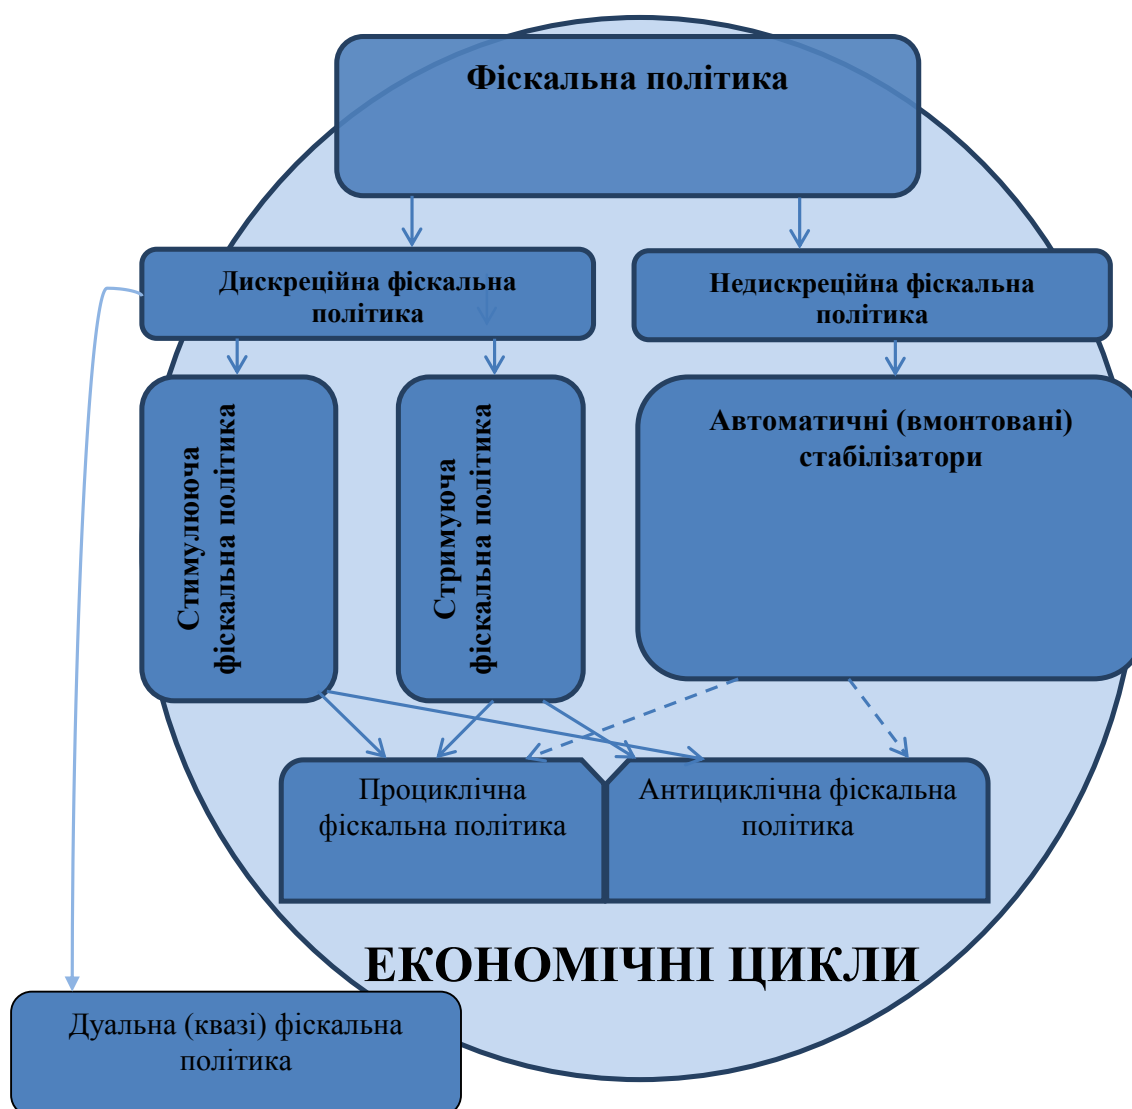 Фіскальна політика
Дискреційна фіскальна
політика
Недискреційна фіскальна
політика
Стимулююча
фіскальна політика
Стримуюча
фіскальна політика
Автоматичні (вмонтовані)
стабілізатори
Проциклічна
фіскальна політика
Антициклічна фіскальна
політика
ЕКОНОМІЧНІ ЦИКЛИ
Дуальна (квазі) фіскальна
політика